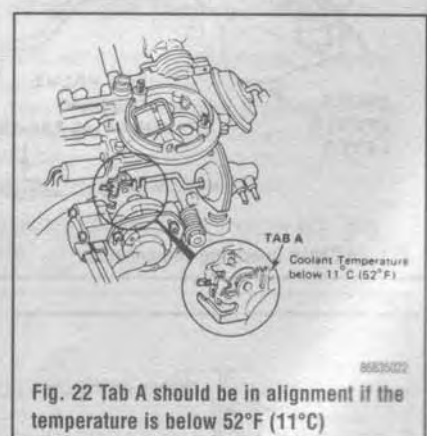 TAB A
Coolant Temperature
below 11°C (52°F)
86835022
Fig. 22 Tab A should be in alignment if the
temperature is below 52°F (11°C)